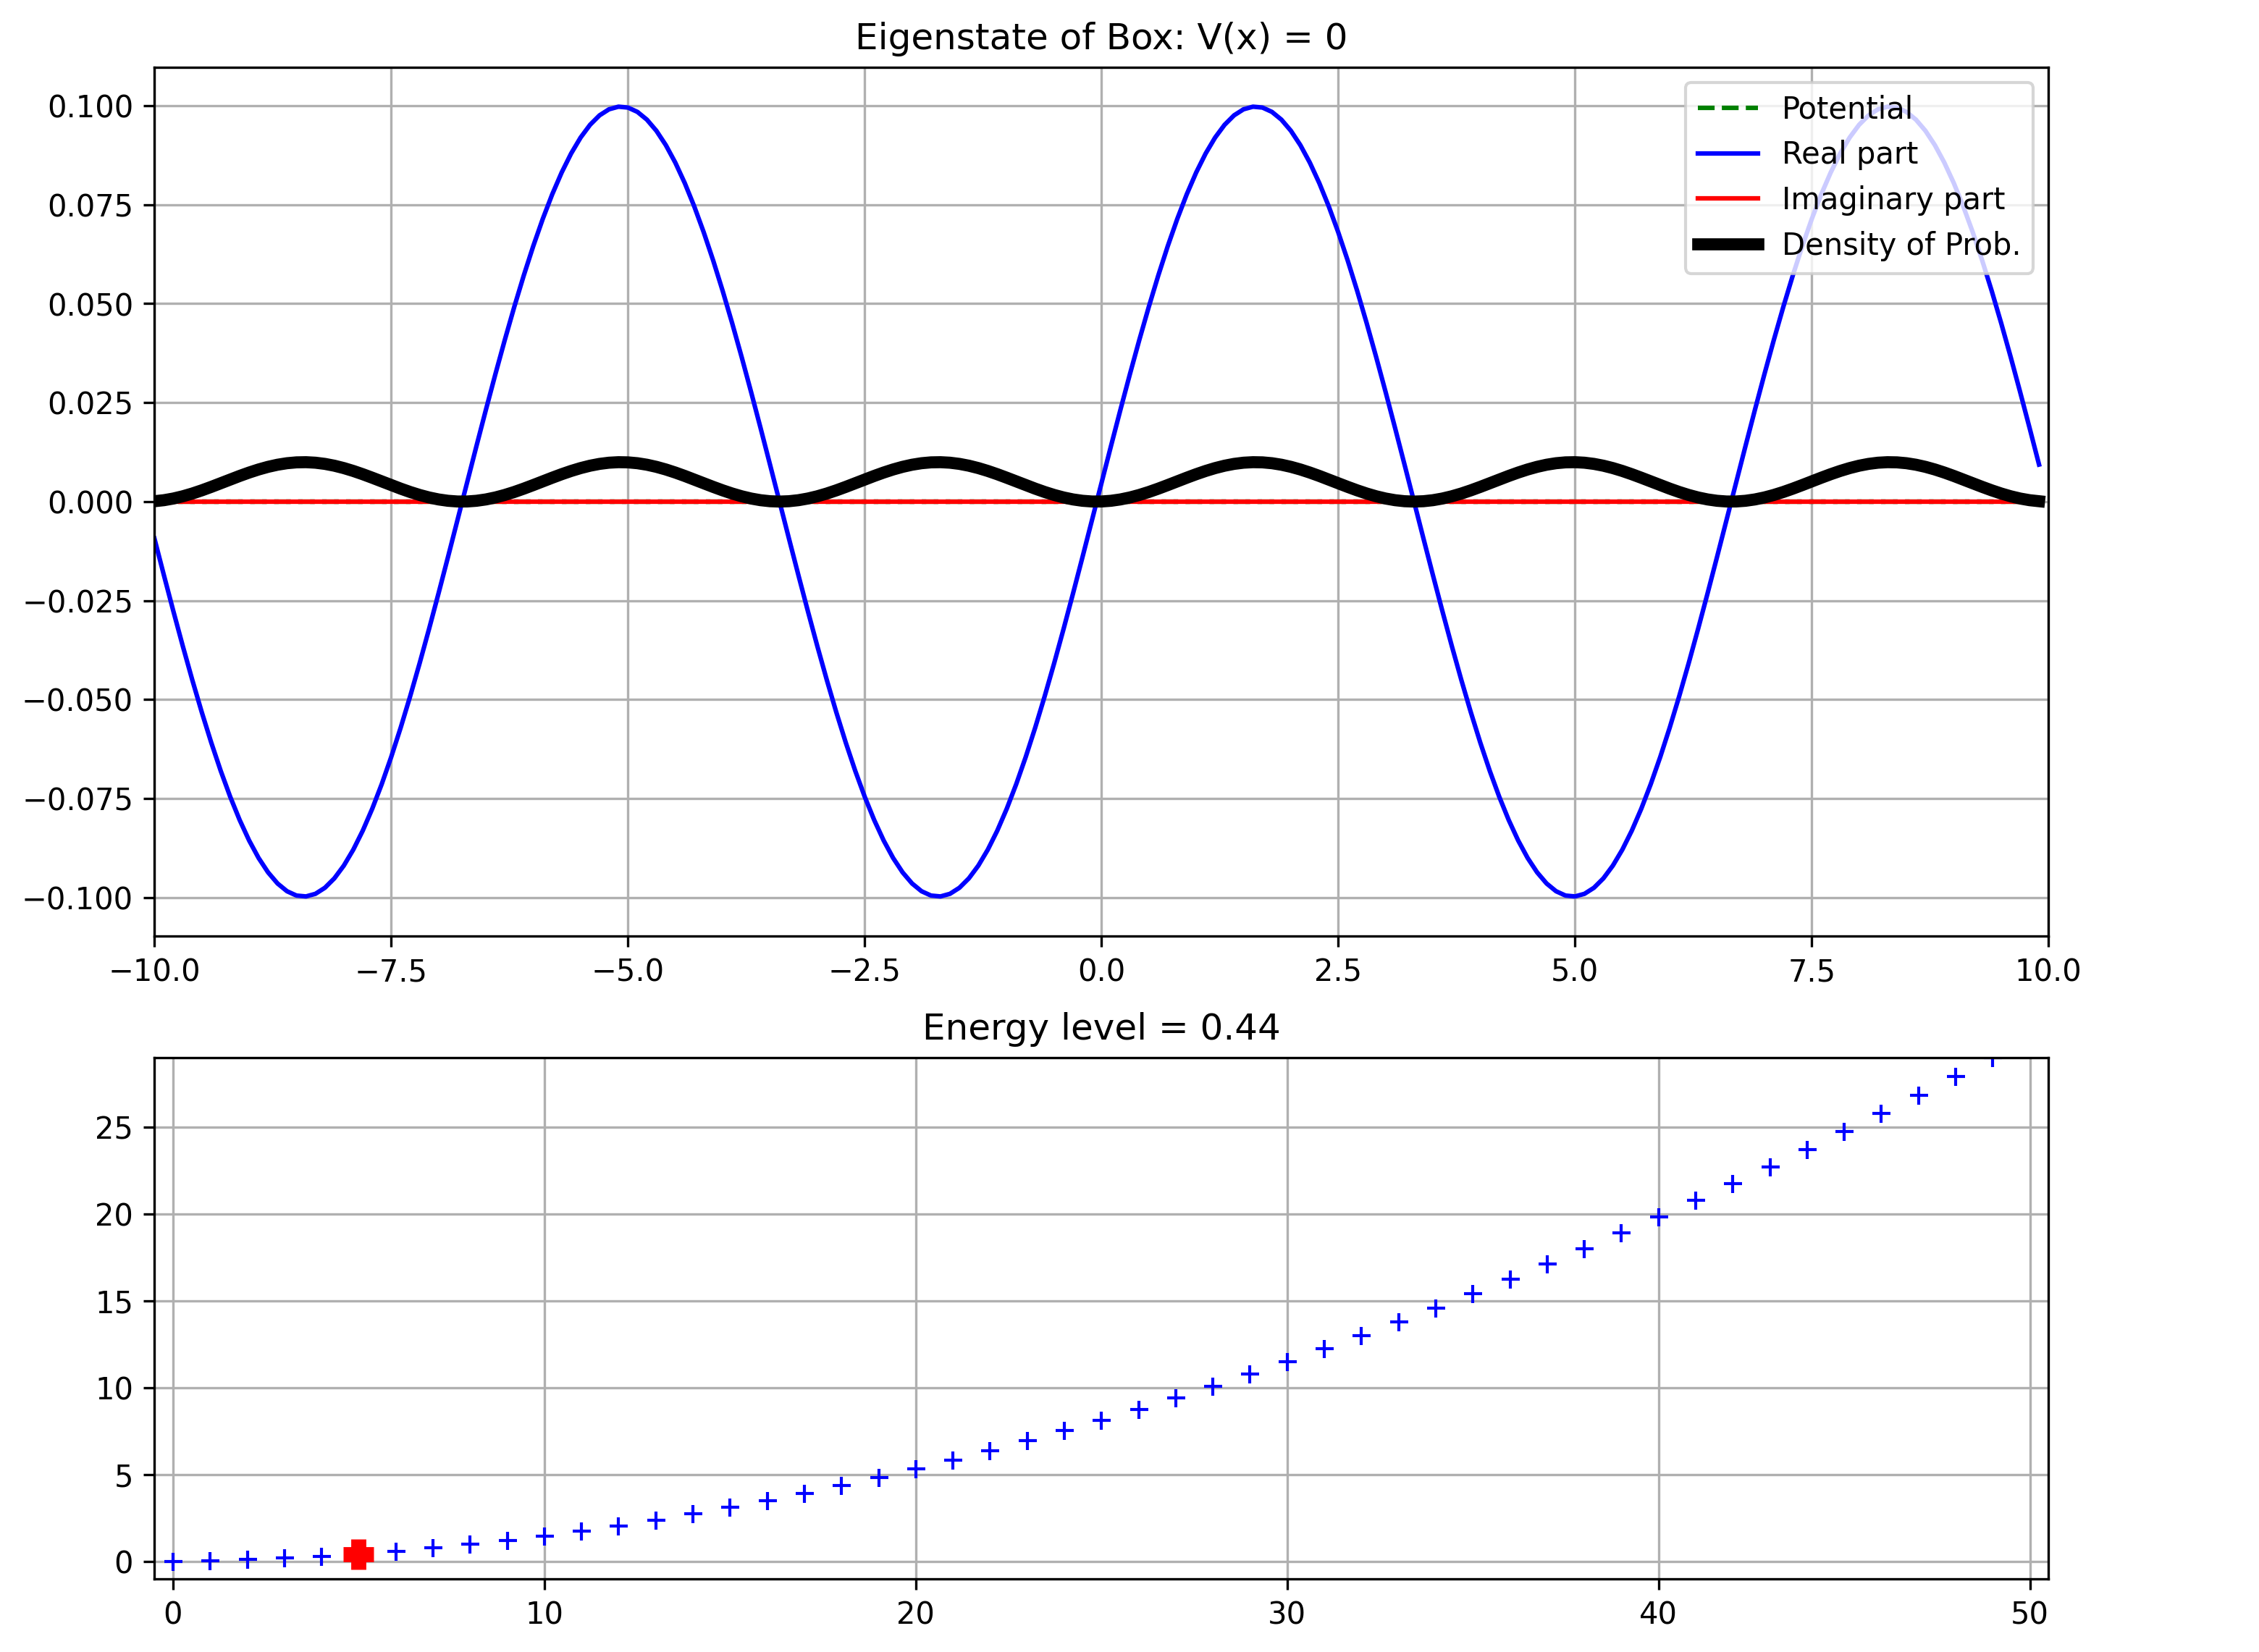 Eigenstate of Box: V(x) = 0
0.100
0.075
0.050
0.025
0.000
−0.025
−0.050
−0.075
−0.100
Potential
Real part
Imaginary part
Density of Prob.
−10.0 −7.5 −5.0 −2.5 0.0 2.5 5.0 7.5 10.0
Energy level = 0.44
25
20
15
10
5
0
0 10 20 30 40 50